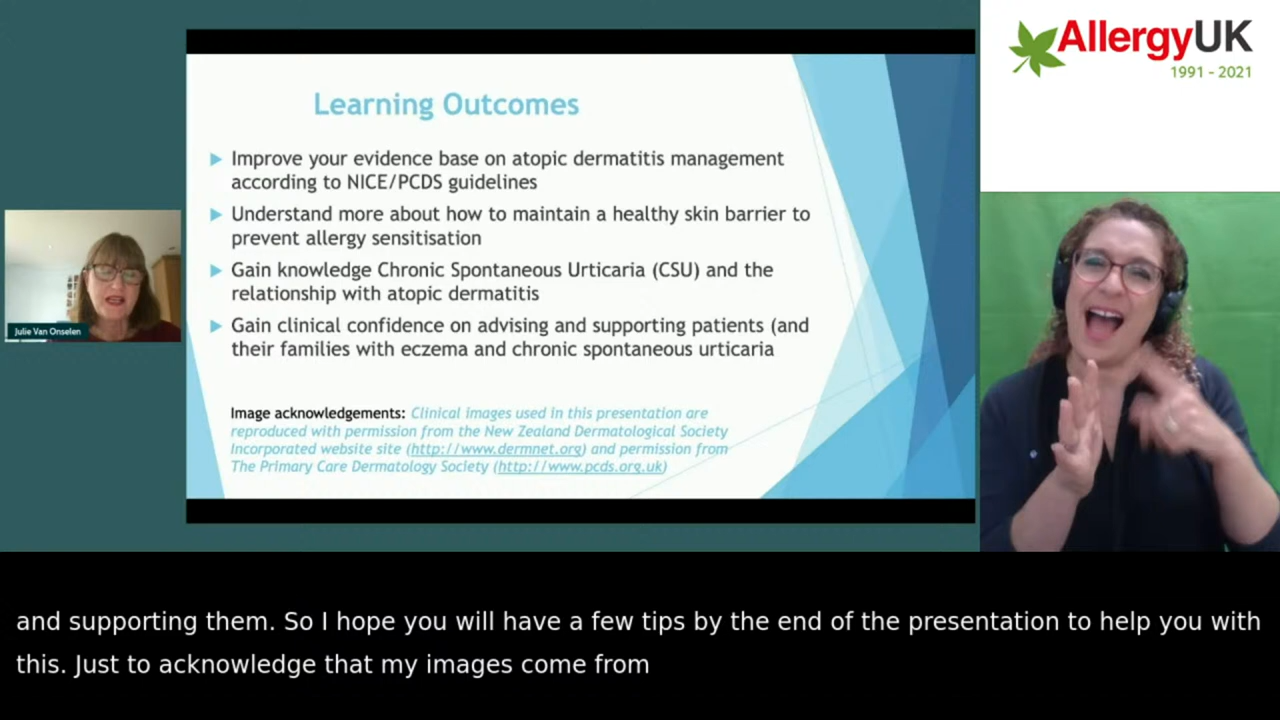 AllergyUK
1991 - 2021
Learning Outcomes
Improve your evidence base on atopic dermatitis management
according to NICE/PCDS guidelines
Understand more about how to maintain a healthy skin barrier to
prevent allergy sensitisation
Gain knowledge Chronic Spontaneous Urticaria (CSU) and the
relationship with atopic dermatitis
Gain clinical confidence on advising and supporting patients (and
their families with eczema and chronic spontaneous urticaria
Image acknowledgements: Clinical images used in this presentation are
reproduced with permission from the New Zealand Dermatological Society
Incorporated website site (http://www.dermnet.org) and permission from
The Primary Care Dermatology Society (http://www.pcds.org.uk)
Julie Van Onselen
and supporting them. So I hope you will have a few tips by the end of the presentation to help you with
this. Just to acknowledge that my images come from